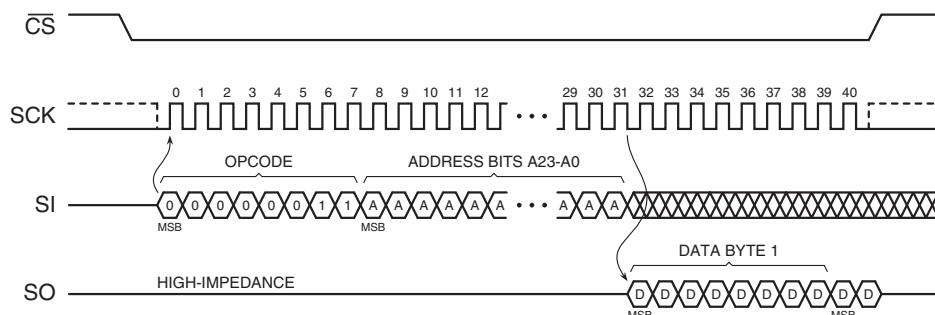 CS
SCK
0 1 2 3 4 5 6 7 8 9 10 11 12 29 30 31 32 33 34 35 36 37 38 39 40
OPCODE
ADDRESS BITS A23-A0
SI
0 0 0 0 0 0 1 1 A A A A A A A A A
MSB
MSB
DATA BYTE 1
SO
HIGH-IMPEDANCE
D D D D D D D D D D
MSB
MSB